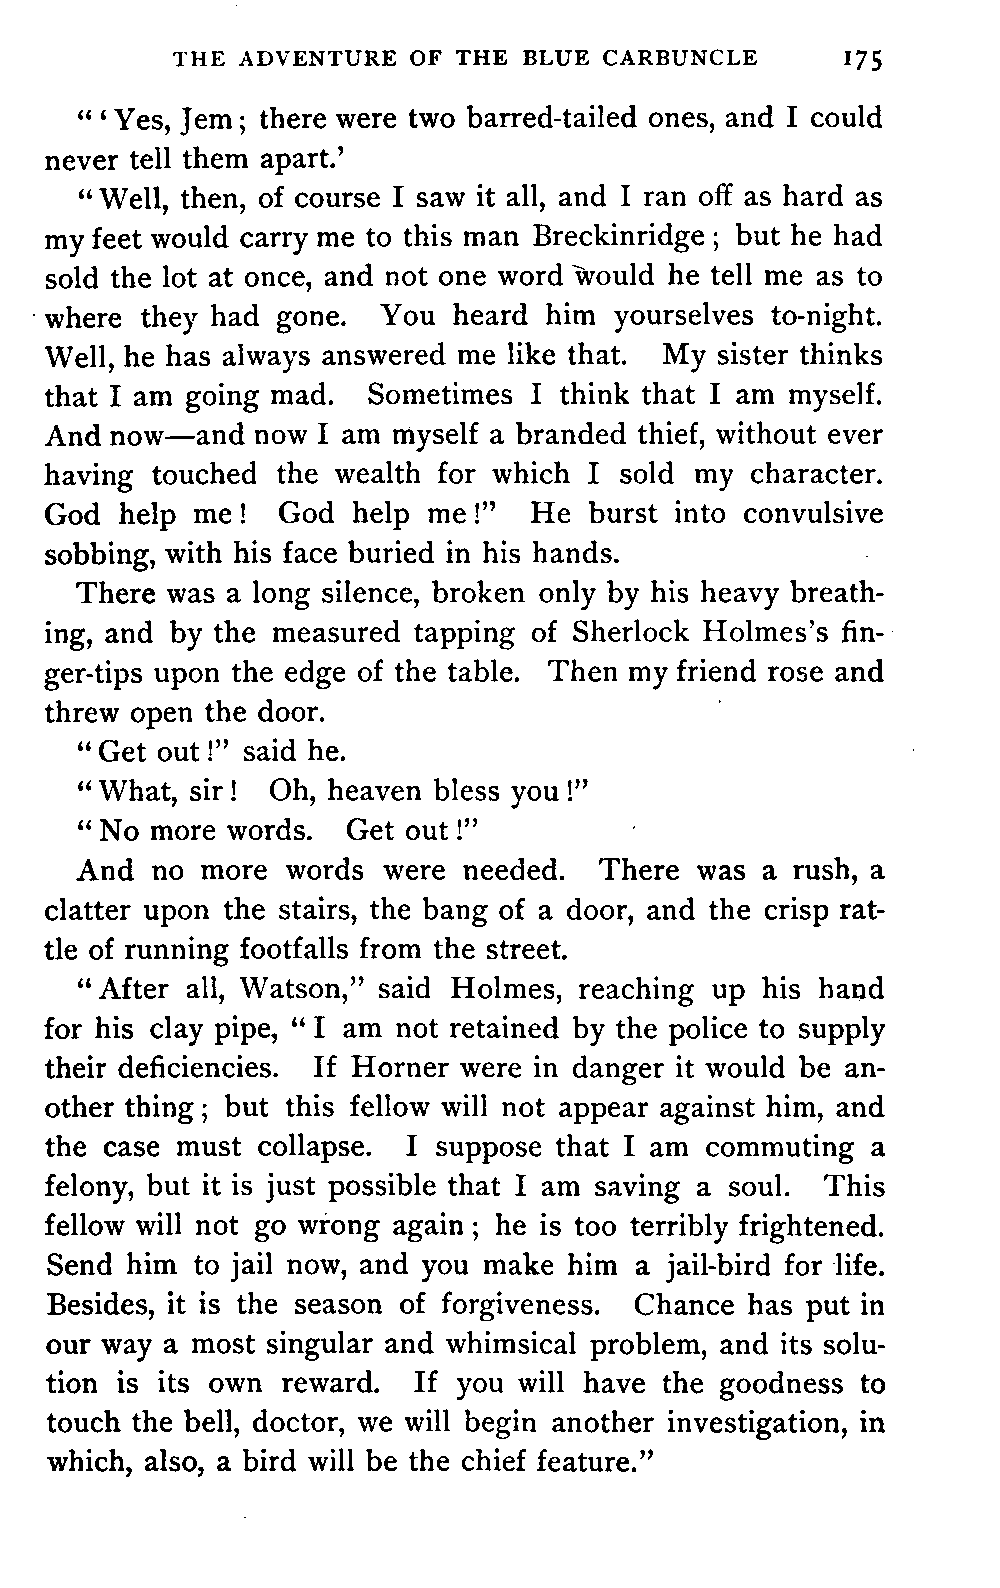 THE ADVENTURE OF THE BLUE CARBUNCLE 175
“‘Yes, Jem; there were two barred-tailed ones, and I could
never tell them apart.’
“Well, then, of course I saw it all, and I ran off as hard as
my feet would carry me to this man Breckinridge; but he had
sold the lot at once, and not one word would he tell me as to
where they had gone. You heard him yourselves to-night.
Well, he has always answered me like that. My sister thinks
that I am going mad. Sometimes I think that I am myself.
And now—and now I am myself a branded thief, without ever
having touched the wealth for which I sold my character.
God help me! God help me!” He burst into convulsive
sobbing, with his face buried in his hands.
There was a long silence, broken only by his heavy breath-
ing, and by the measured tapping of Sherlock Holmes’s fin-
ger-tips upon the edge of the table. Then my friend rose and
threw open the door.
“Get out!” said he.
“What, sir! Oh, heaven bless you!”
“No more words. Get out!”
And no more words were needed. There was a rush, a
clatter upon the stairs, the bang of a door, and the crisp rat-
tle of running footfalls from the street.
“After all, Watson,” said Holmes, reaching up his hand
for his clay pipe, “I am not retained by the police to supply
their deficiencies. If Horner were in danger it would be an-
other thing; but this fellow will not appear against him, and
the case must collapse. I suppose that I am commuting a
felony, but it is just possible that I am saving a soul. This
fellow will not go wrong again; he is too terribly frightened.
Send him to jail now, and you make him a jail-bird for life.
Besides, it is the season of forgiveness. Chance has put in
our way a most singular and whimsical problem, and its solu-
tion is its own reward. If you will have the goodness to
touch the bell, doctor, we will begin another investigation, in
which, also, a bird will be the chief feature.”